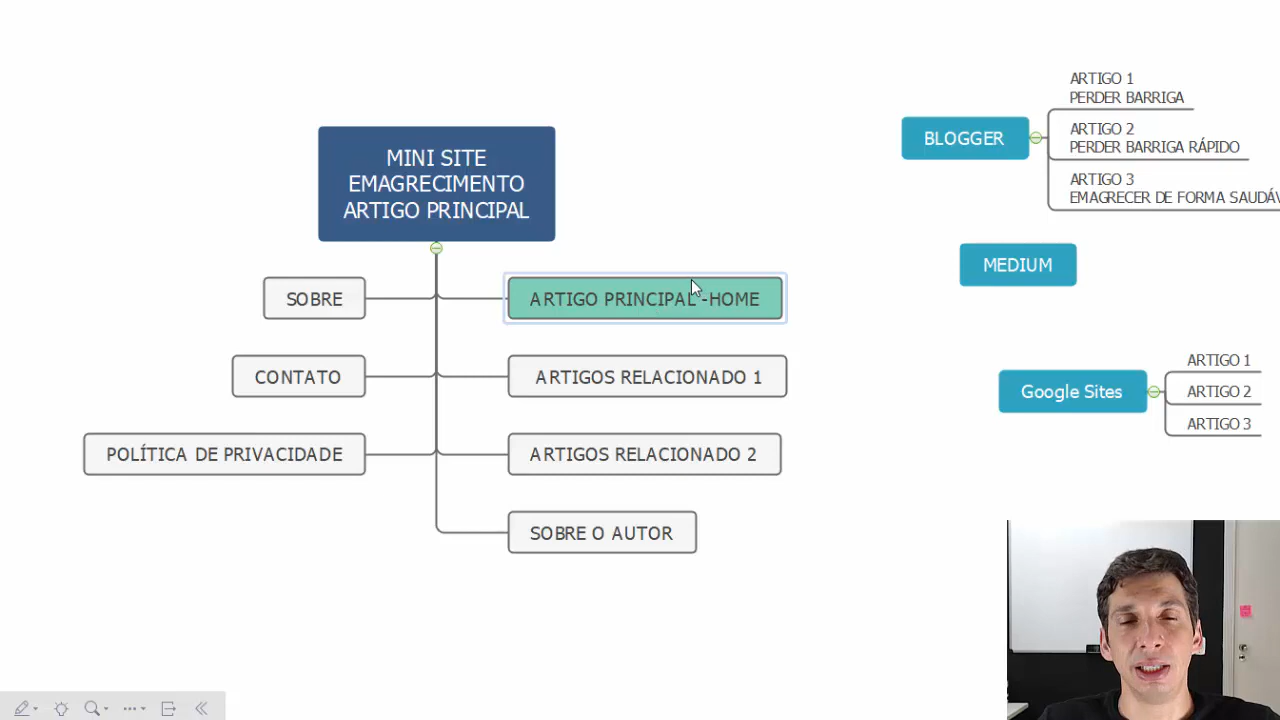 MINI SITE
EMAGRECIMENTO
ARTIGO PRINCIPAL
SOBRE
ARTIGO PRINCIPAL -HOME
CONTATO
ARTIGOS RELACIONADO 1
POLÍTICA DE PRIVACIDADE
ARTIGOS RELACIONADO 2
SOBRE O AUTOR
BLOGGER
ARTIGO 1
PERDER BARRIGA
ARTIGO 2
PERDER BARRIGA RÁPIDO
ARTIGO 3
EMAGRECER DE FORMA
MEDIUM
Google Sites
ARTIGO 1
ARTIGO 2
ARTIGO 3